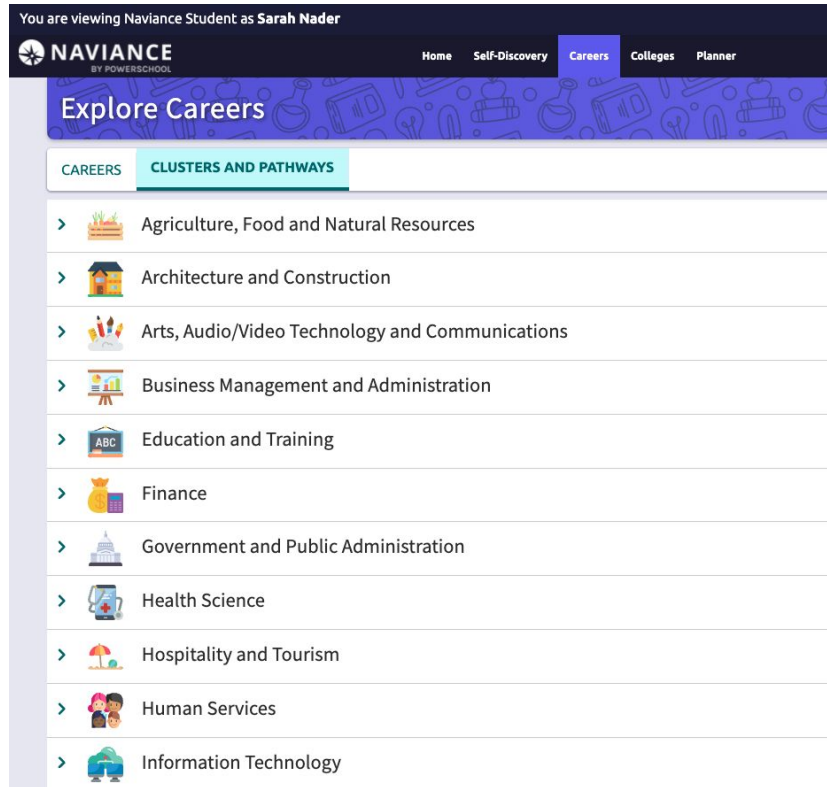 You are viewing Naviance Student as Sarah Nader
NAVIANCE
BY POWERSCHOOL
Home Self-Discovery Careers Colleges Planner
Explore Careers
CAREERS CLUSTERS AND PATHWAYS
Agriculture, Food and Natural Resources
Architecture and Construction
Arts, Audio/Video Technology and Communications
Business Management and Administration
ABC Education and Training
Finance
Government and Public Administration
Health Science
Hospitality and Tourism
Human Services
Information Technology